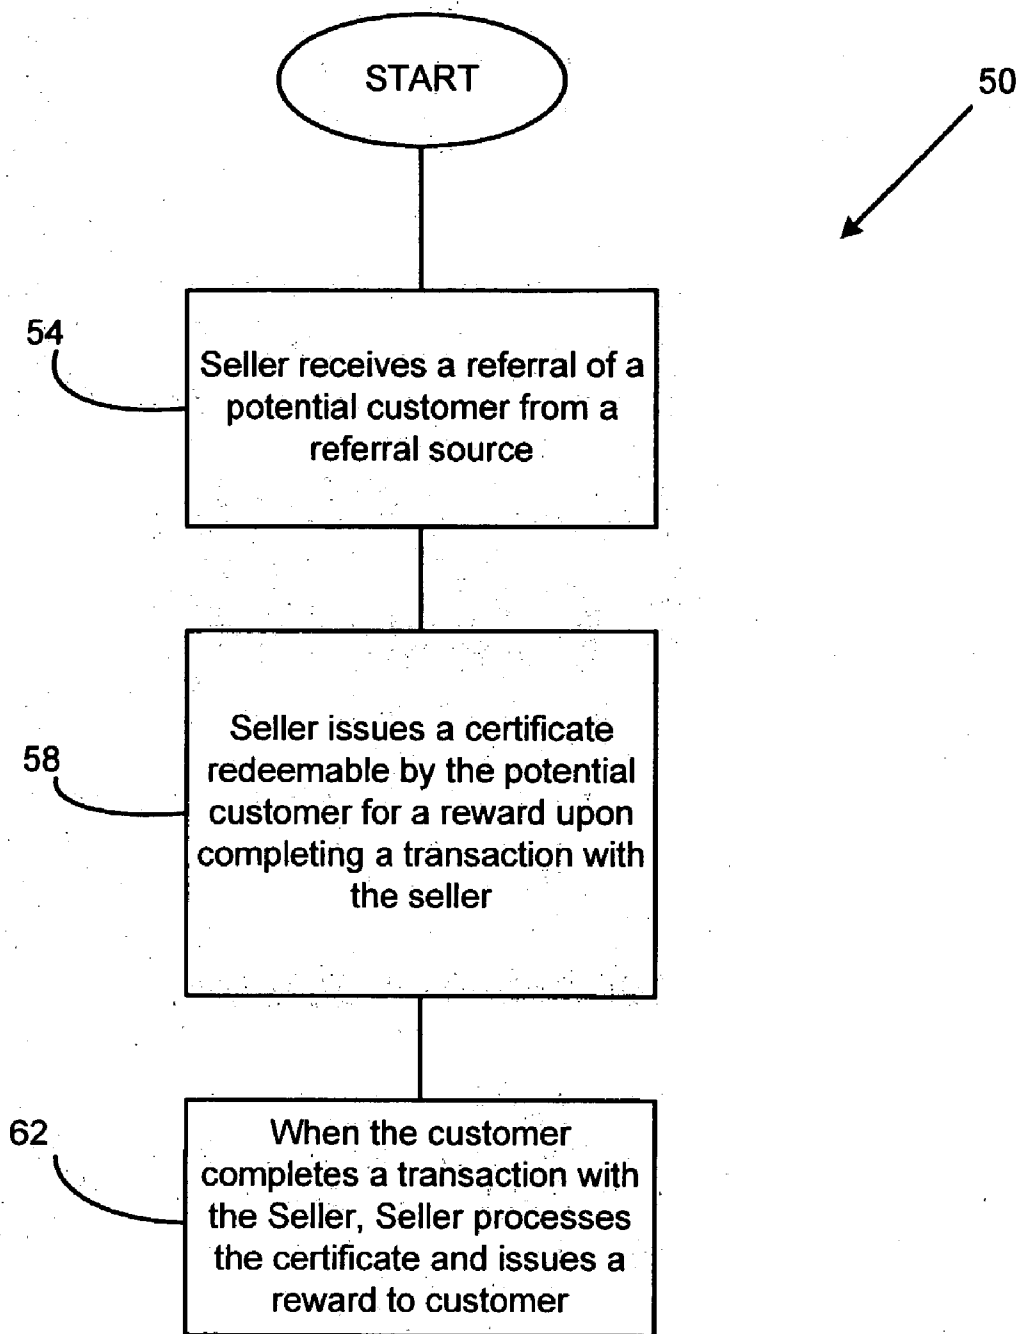 START
50
54
Seller receives a referral of a
potential customer from a
referral source
58
Seller issues a certificate
redeemable by the potential
customer for a reward upon
completing a transaction with
the seller
62
When the customer
completes a transaction with
the Seller, Seller processes
the certificate and issues a
reward to customer